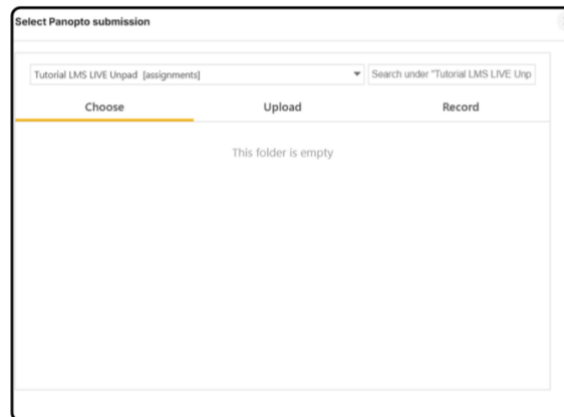 Select Panopto submission
Tutorial LMS LIVE Unpad [assignments]
Search under "Tutorial LMS LIVE Unp
Choose
Upload
Record
This folder is empty